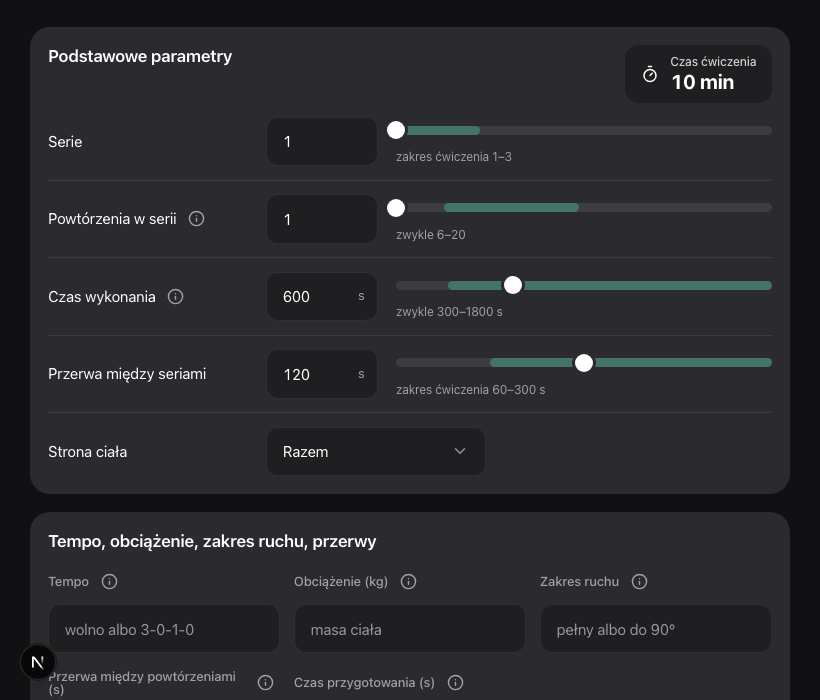 Podstawowe parametry
Czas ćwiczenia
10 min
Serie
1
zakres ćwiczenia 1–3
Powtórzenia w serii
1
zwykle 6–20
Czas wykonania
600 s
zwykle 300–1800 s
Przerwa między seriami
120 s
zakres ćwiczenia 60–300 s
Strona ciała
Razem
Tempo, obciążenie, zakres ruchu, przerwy
Tempo
Obciążenie (kg)
Zakres ruchu
wolno albo 3-0-1-0
masa ciała
pełny albo do 90°
N
Przerwa między powtórzeniami
(s)
Czas przygotowania (s)